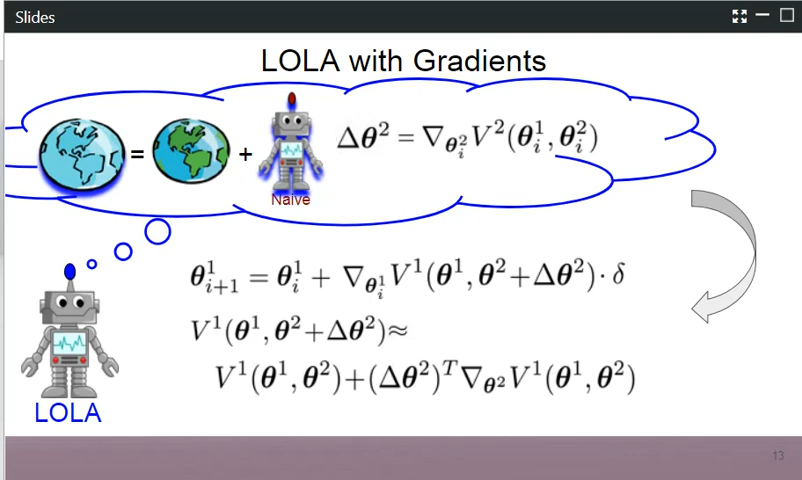 Slides
LOLA with Gradients
= + Δθ² = ∇_{θ²_i} V²(θ¹_i, θ²_i)
Naive
θ¹_{i+1} = θ¹_i + ∇_{θ¹_i} V¹(θ¹, θ²+Δθ²) · δ
V¹(θ¹, θ²+Δθ²)≈
V¹(θ¹, θ²)+(Δθ²)ᵀ∇_{θ²} V¹(θ¹, θ²)
LOLA
13